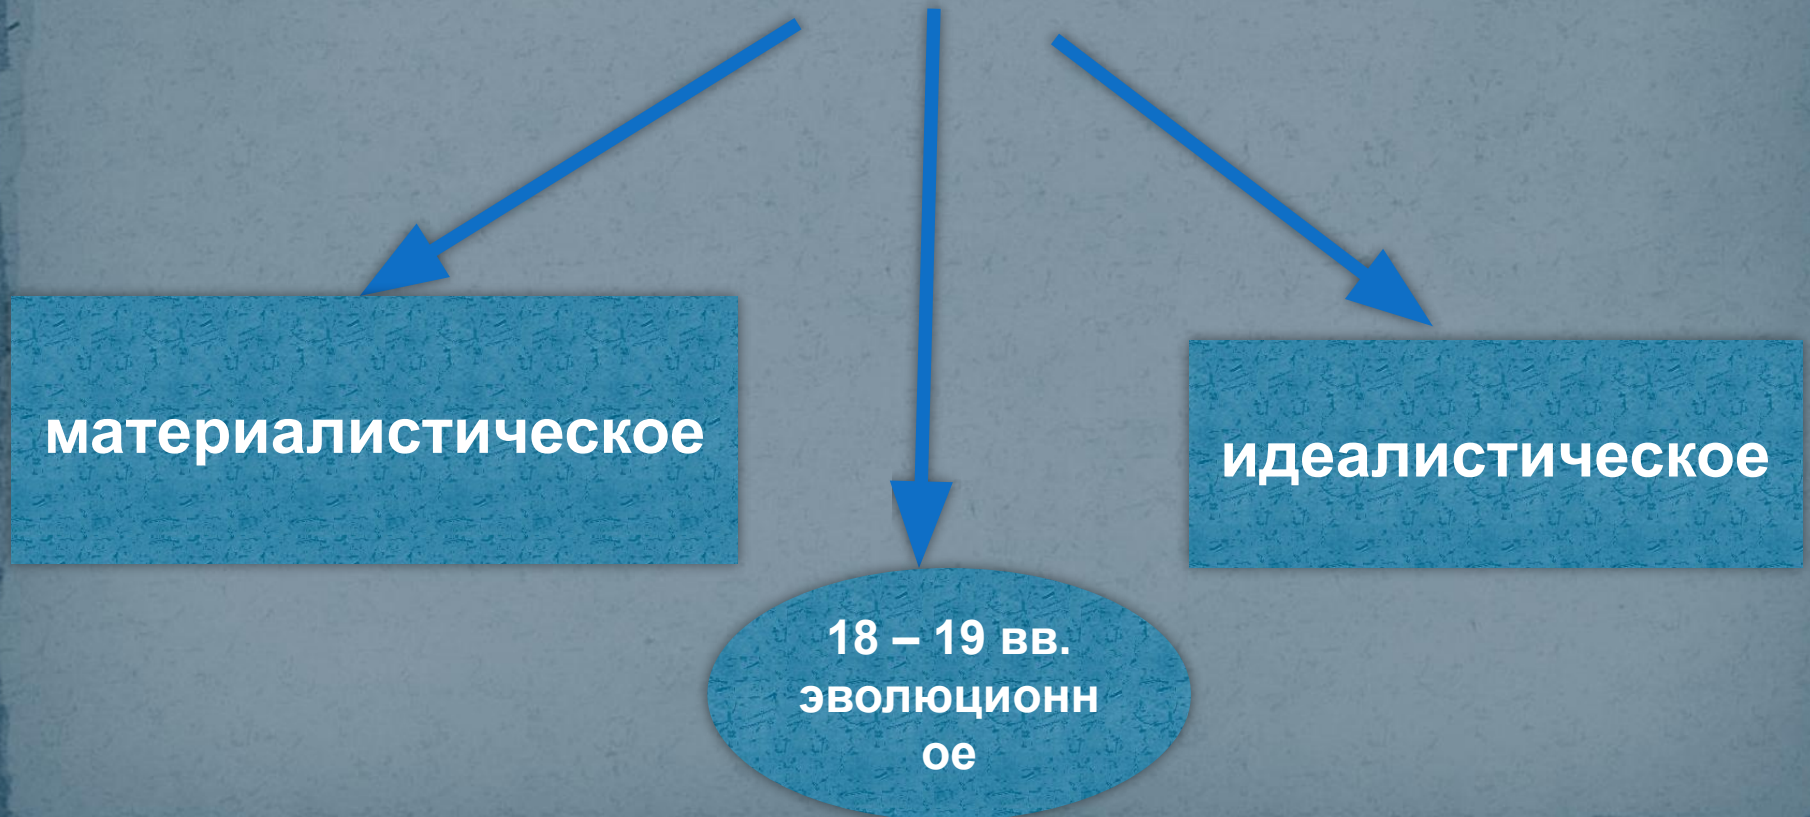 материалистическое
идеалистическое
18 – 19 вв.
эволюционн
ое